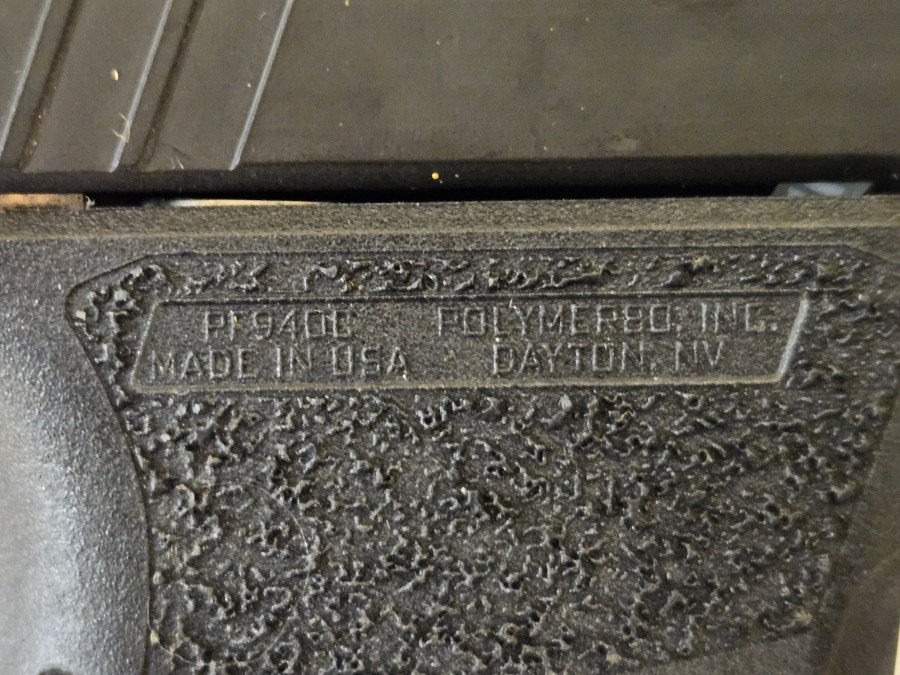 PF940C POLYMER80, INC.
MADE IN USA DAYTON, NV